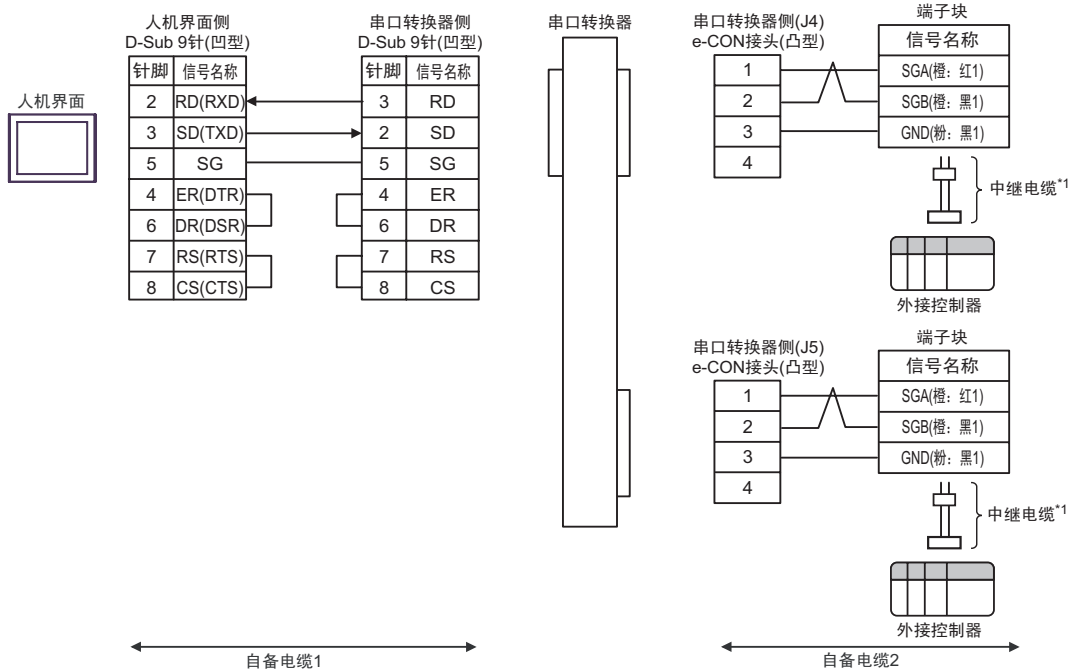 人机界面
人机界面侧
D-Sub 9针(凹型)
针脚 信号名称
2 RD(RXD)
3 SD(TXD)
5 SG
4 ER(DTR)
6 DR(DSR)
7 RS(RTS)
8 CS(CTS)
串口转换器侧
D-Sub 9针(凹型)
针脚 信号名称
3 RD
2 SD
5 SG
4 ER
6 DR
7 RS
8 CS
自备电缆1
串口转换器
串口转换器侧(J4)
e-CON接头(凸型)
1
2
3
4
端子块
信号名称
SGA(橙：红1)
SGB(橙：黑1)
GND(粉：黑1)
中继电缆*1
外接控制器
串口转换器侧(J5)
e-CON接头(凸型)
1
2
3
4
端子块
信号名称
SGA(橙：红1)
SGB(橙：黑1)
GND(粉：黑1)
中继电缆*1
外接控制器
自备电缆2